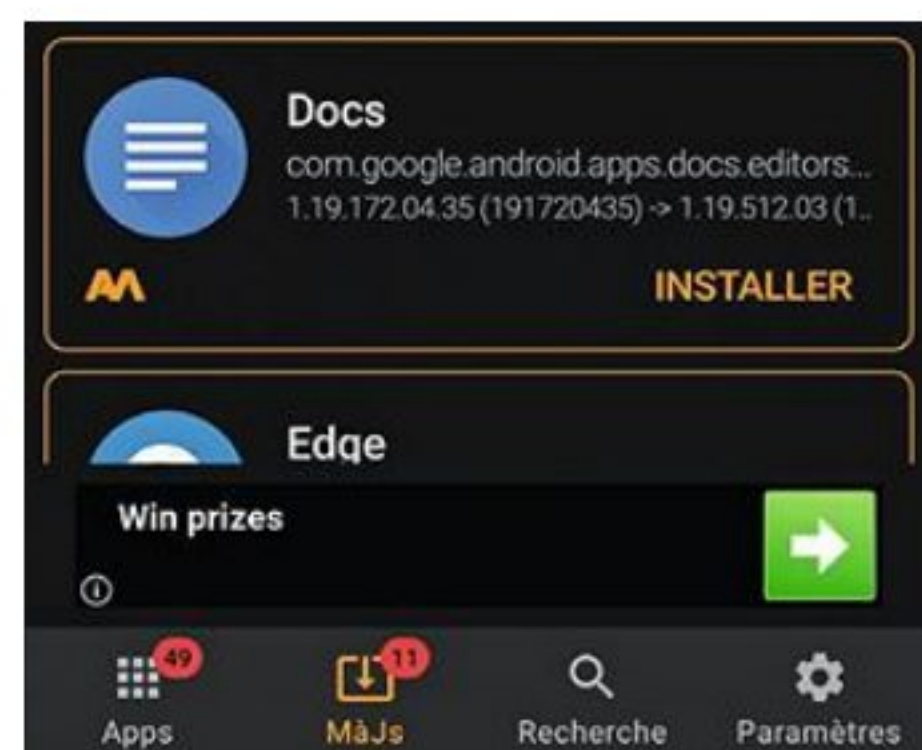 Docs
com.google.android.apps.docs.editors...
1.19.172.04.35 (191720435) -> 1.19.512.03 (1..
INSTALLER
Edge
Win prizes
49
11
Apps
MàJs
Recherche
Paramètres